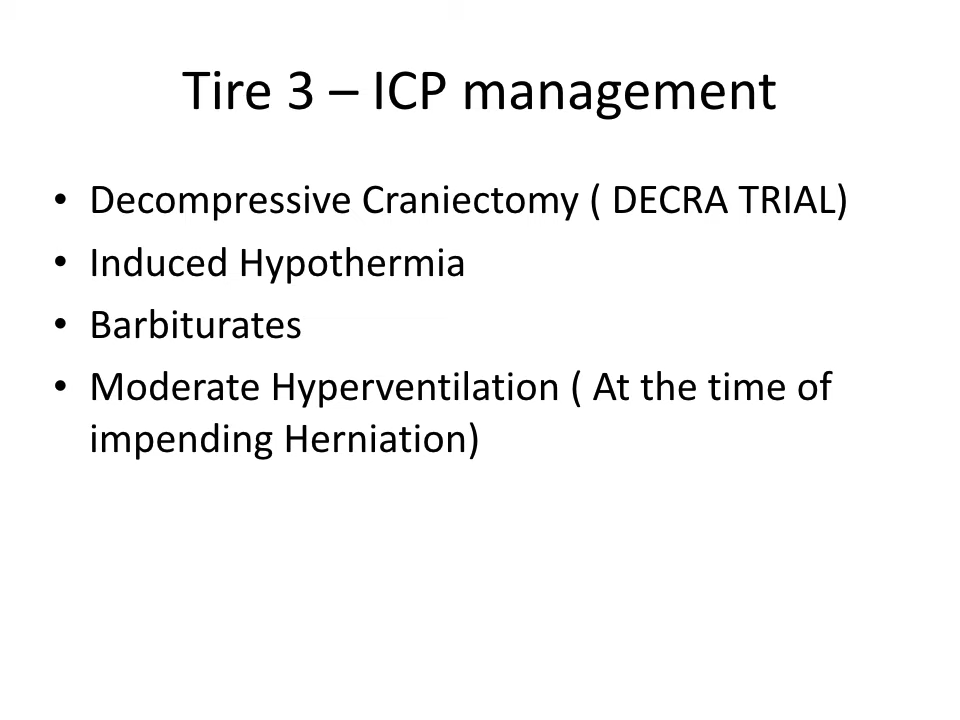 Tire 3 – ICP management
• Decompressive Craniectomy ( DECRA TRIAL)
• Induced Hypothermia
• Barbiturates
• Moderate Hyperventilation ( At the time of
impending Herniation)